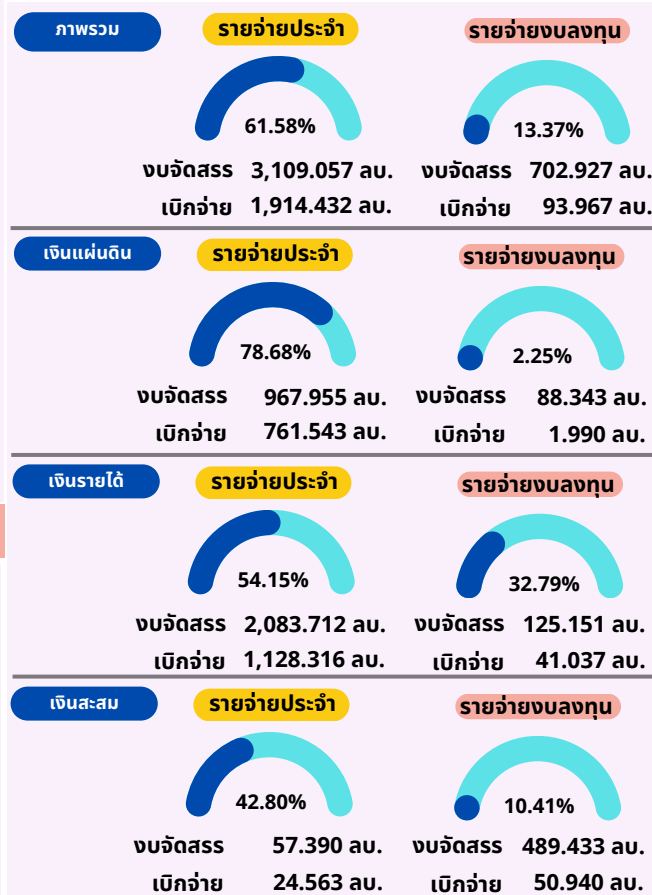 ภาพรวม รายจ่ายประจำ รายจ่ายงบลงทุน
61.58% 13.37%
งบจัดสรร 3,109.057 ลบ. งบจัดสรร 702.927 ลบ.
เบิกจ่าย 1,914.432 ลบ. เบิกจ่าย 93.967 ลบ.
เงินแผ่นดิน รายจ่ายประจำ รายจ่ายงบลงทุน
78.68% 2.25%
งบจัดสรร 967.955 ลบ. งบจัดสรร 88.343 ลบ.
เบิกจ่าย 761.543 ลบ. เบิกจ่าย 1.990 ลบ.
เงินรายได้ รายจ่ายประจำ รายจ่ายงบลงทุน
54.15% 32.79%
งบจัดสรร 2,083.712 ลบ. งบจัดสรร 125.151 ลบ.
เบิกจ่าย 1,128.316 ลบ. เบิกจ่าย 41.037 ลบ.
เงินสะสม รายจ่ายประจำ รายจ่ายงบลงทุน
42.80% 10.41%
งบจัดสรร 57.390 ลบ. งบจัดสรร 489.433 ลบ.
เบิกจ่าย 24.563 ลบ. เบิกจ่าย 50.940 ลบ.